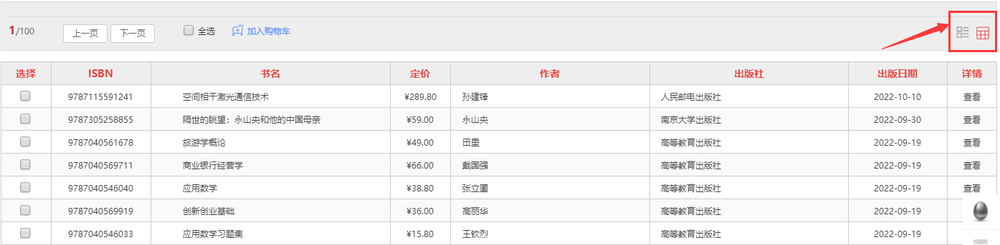 1/100 上一页 下一页 全选 加入购物车
选择 ISBN 书名 定价 作者 出版社 出版日期 详情
9787115591241 空间相干激光通信技术 ¥289.80 孙建锋 人民邮电出版社 2022-10-10 查看
9787305258855 隔世的眺望：永山央和他的中国母亲 ¥59.00 永山央 南京大学出版社 2022-09-30 查看
9787040561678 旅游学概论 ¥49.00 田里 高等教育出版社 2022-09-19 查看
9787040569711 商业银行经营学 ¥66.00 戴国强 高等教育出版社 2022-09-19 查看
9787040546040 应用数学 ¥38.80 张立圃 高等教育出版社 2022-09-19 查看
9787040569919 创新创业基础 ¥36.00 高丽华 高等教育出版社 2022-09-19
9787040546033 应用数学习题集 ¥15.80 王钦烈 高等教育出版社 2022-09-19